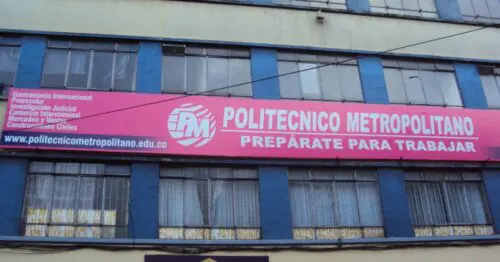 Gastronomía Internacional
Preescolar
Investigación Judicial
Comercio Internacional
Mercadeo y Ventas
Construcciones Civiles
www.politecnicometropolitano.edu.co
PM
POLITECNICO METROPOLITANO
PREPÁRATE PARA TRABAJAR